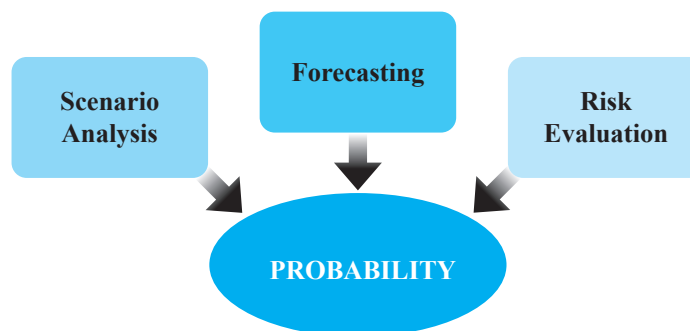 Forecasting
Scenario
Analysis
Risk
Evaluation
PROBABILITY